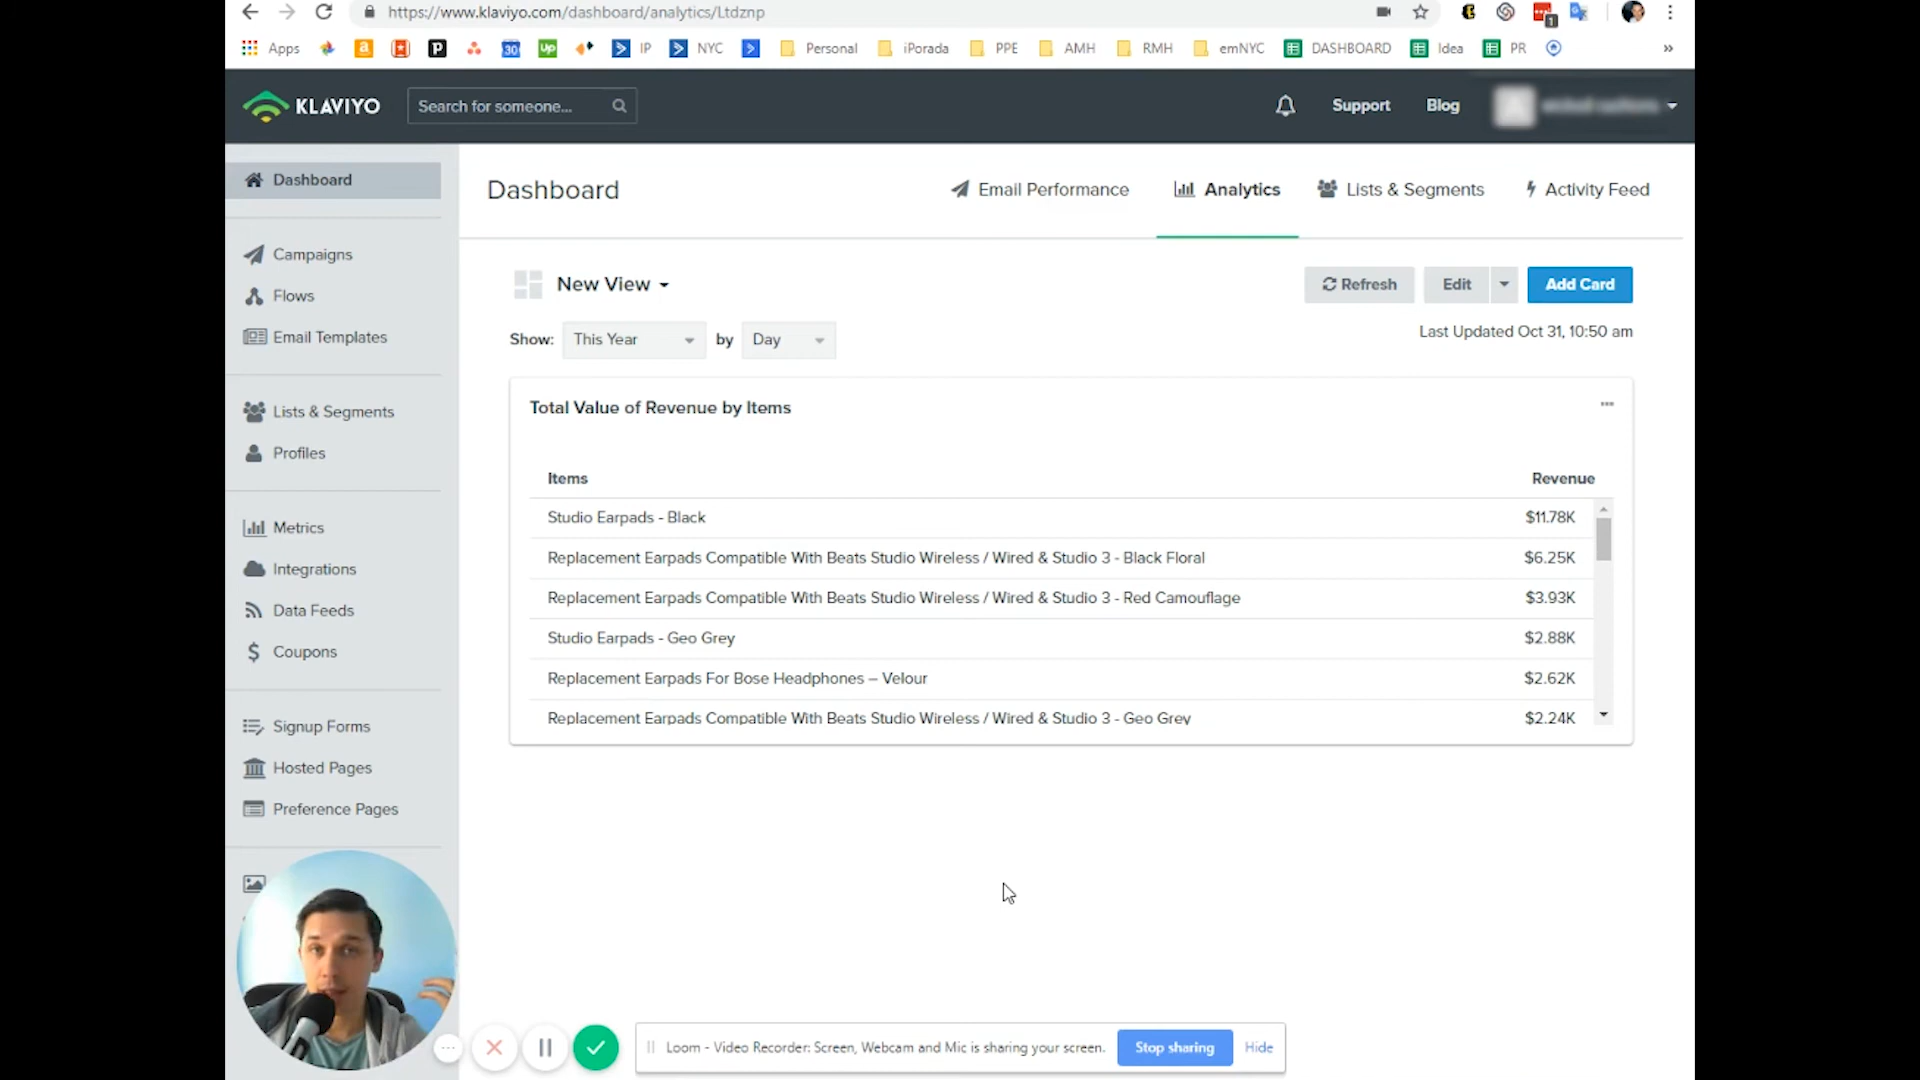 https://www.klaviyo.com/dashboard/analytics/Ltdznp
1
Apps
a
P
30
up
IP
NYC
Personal
iPorada
PPE
AMH
RMH
emNYC
DASHBOARD
Idea
PR
»
KLAVIYO
Search for someone...
Support
Blog
Dashboard
Campaigns
Flows
Email Templates
Lists & Segments
Profiles
Metrics
Integrations
Data Feeds
Coupons
Signup Forms
Hosted Pages
Preference Pages
Dashboard
Email Performance
Analytics
Lists & Segments
Activity Feed
New View
Refresh
Edit
Add Card
Show: This Year by Day
Last Updated Oct 31, 10:50 am
Total Value of Revenue by Items
Items Revenue
Studio Earpads - Black $11.78K
Replacement Earpads Compatible With Beats Studio Wireless / Wired & Studio 3 - Black Floral $6.25K
Replacement Earpads Compatible With Beats Studio Wireless / Wired & Studio 3 - Red Camouflage $3.93K
Studio Earpads - Geo Grey $2.88K
Replacement Earpads For Bose Headphones – Velour $2.62K
Replacement Earpads Compatible With Beats Studio Wireless / Wired & Studio 3 - Geo Grey $2.24K
Loom - Video Recorder: Screen, Webcam and Mic is sharing your screen.
Stop sharing
Hide